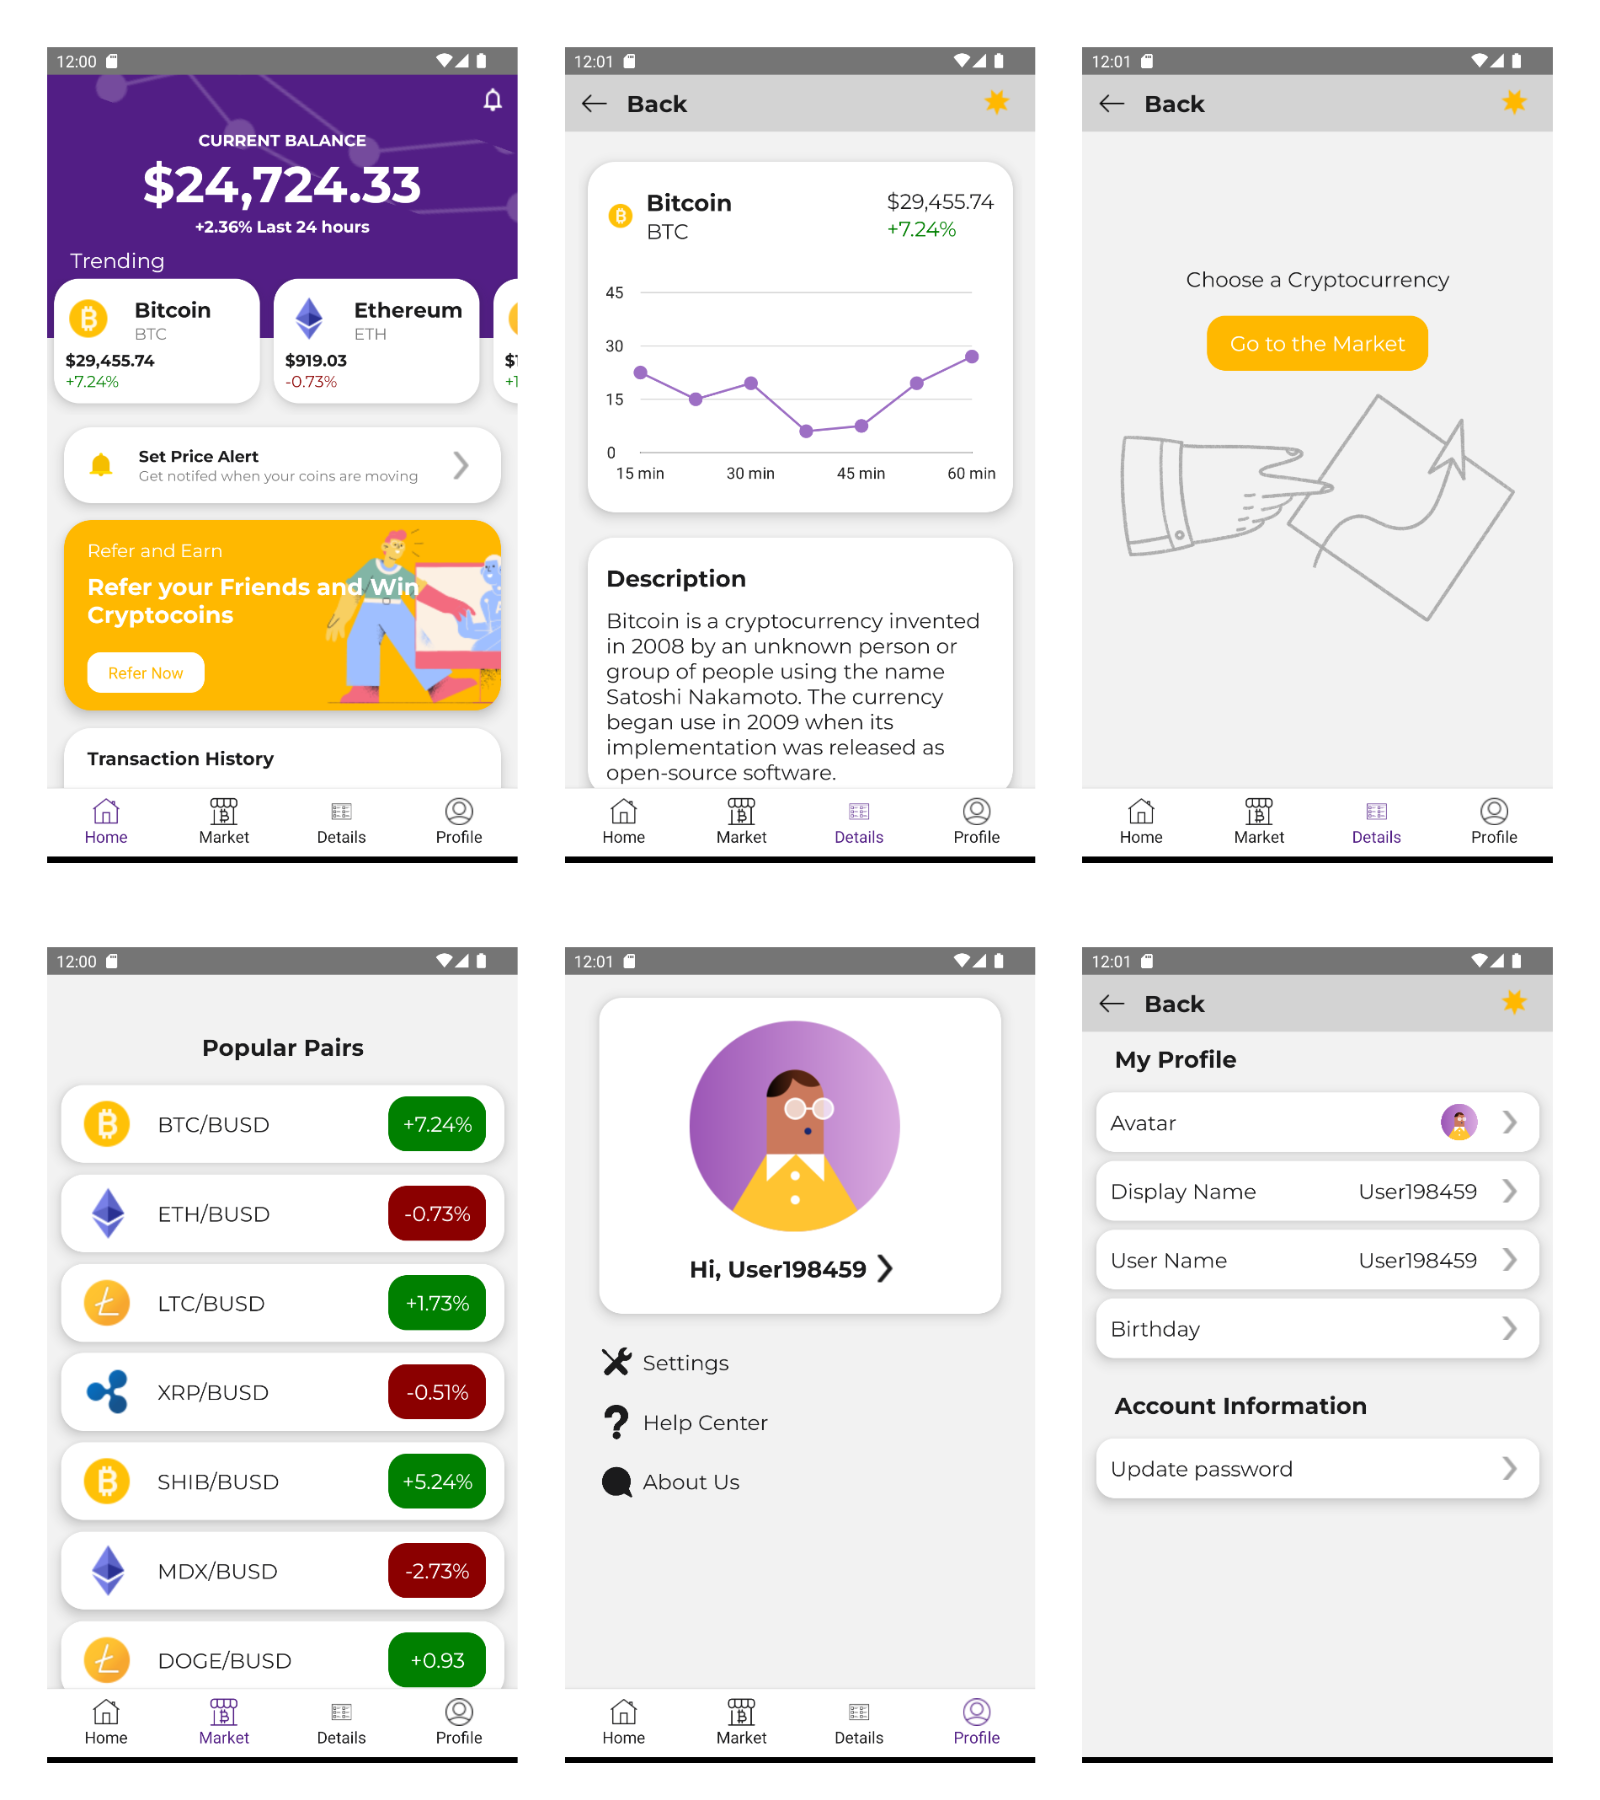 12:00
CURRENT BALANCE
$24,724.33
+2.36% Last 24 hours
Trending
Bitcoin
BTC
$29,455.74
+7.24%
Ethereum
ETH
$919.03
-0.73%
Set Price Alert
Get notifed when your coins are moving
Refer and Earn
Refer your Friends and Win
Cryptocoins
Refer Now
Transaction History
Home Market Details Profile
12:01
Back
Bitcoin
BTC
$29,455.74
+7.24%
45
30
15
0
15 min 30 min 45 min 60 min
Description
Bitcoin is a cryptocurrency invented
in 2008 by an unknown person or
group of people using the name
Satoshi Nakamoto. The currency
began use in 2009 when its
implementation was released as
open-source software.
Home Market Details Profile
12:01
Back
Choose a Cryptocurrency
Go to the Market
Home Market Details Profile
12:00
Popular Pairs
BTC/BUSD +7.24%
ETH/BUSD -0.73%
LTC/BUSD +1.73%
XRP/BUSD -0.51%
SHIB/BUSD +5.24%
MDX/BUSD -2.73%
DOGE/BUSD +0.93
Home Market Details Profile
12:01
Hi, User198459
Settings
Help Center
About Us
Home Market Details Profile
12:01
Back
My Profile
Avatar
Display Name User198459
User Name User198459
Birthday
Account Information
Update password